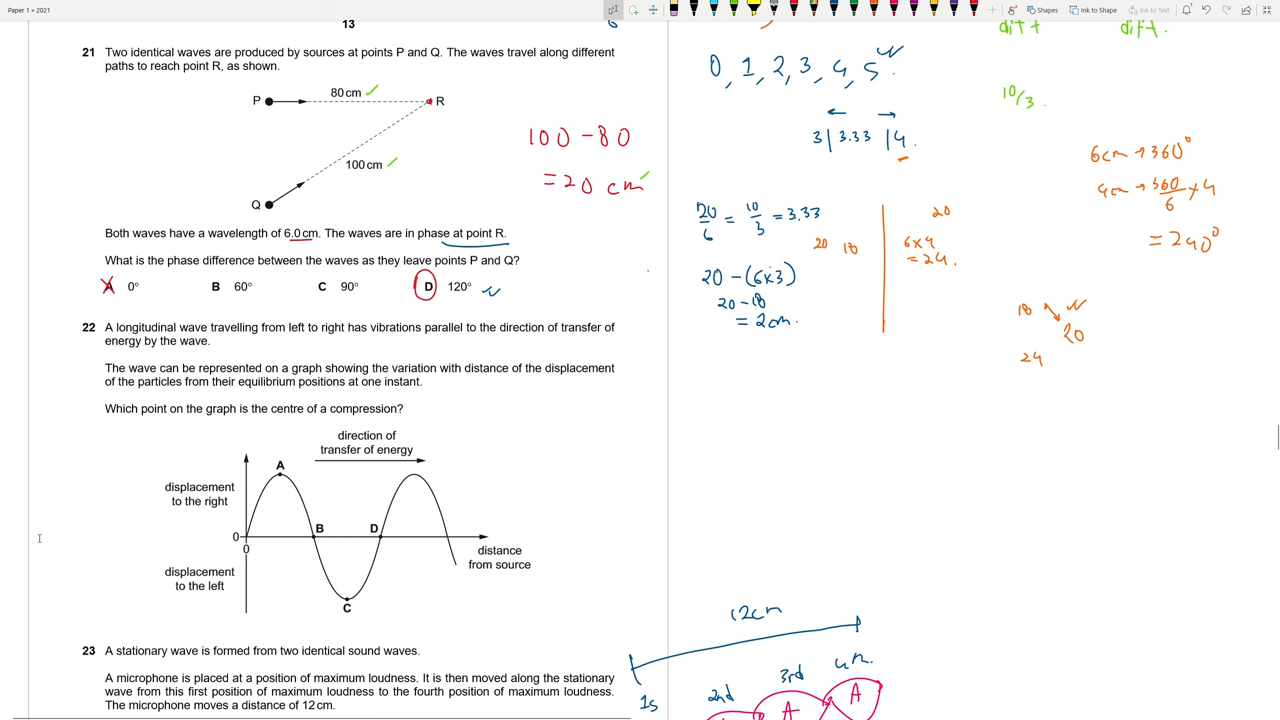 Paper 1 » 2021
Shapes
Ink to Shape
Ink to Text
13
21 Two identical waves are produced by sources at points P and Q. The waves travel along different
paths to reach point R, as shown.
80 cm
P
R
100 cm
Q
Both waves have a wavelength of 6.0 cm. The waves are in phase at point R.
What is the phase difference between the waves as they leave points P and Q?
A 0° B 60° C 90° D 120°
22 A longitudinal wave travelling from left to right has vibrations parallel to the direction of transfer of
energy by the wave.
The wave can be represented on a graph showing the variation with distance of the displacement
of the particles from their equilibrium positions at one instant.
Which point on the graph is the centre of a compression?
direction of
transfer of energy
A
displacement
to the right
B
D
0
0
distance
from source
displacement
to the left
C
23 A stationary wave is formed from two identical sound waves.
A microphone is placed at a position of maximum loudness. It is then moved along the stationary
wave from this first position of maximum loudness to the fourth position of maximum loudness.
The microphone moves a distance of 12 cm.
100 - 80
= 20 cm
0, 1, 2, 3, 4, 5
3 | 3.33 | 4
20/6 = 10/3 = 3.33
20 - (6×3)
20 - 18
= 2cm.
20 18
20
6×4
= 24.
10/3
6cm → 360°
4cm → 360/6 × 4
= 240°
18
20
24
12cm
1s
2nd
3rd
4th
A
A